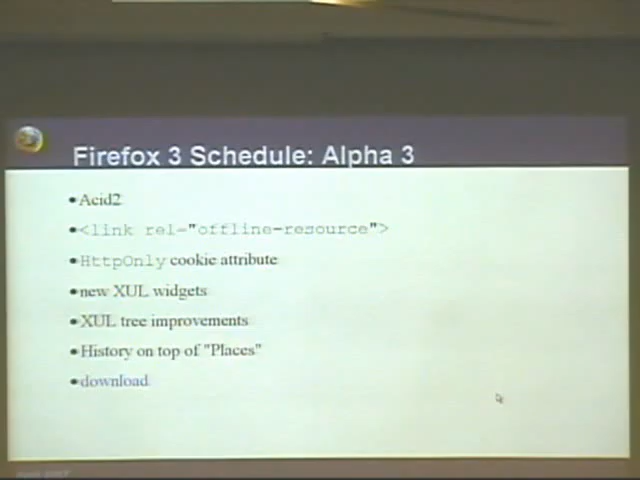 Firefox 3 Schedule: Alpha 3
•Acid2
•<link rel="offline-resource">
•HttpOnly cookie attribute
•new XUL widgets
•XUL tree improvements
•History on top of "Places"
•download